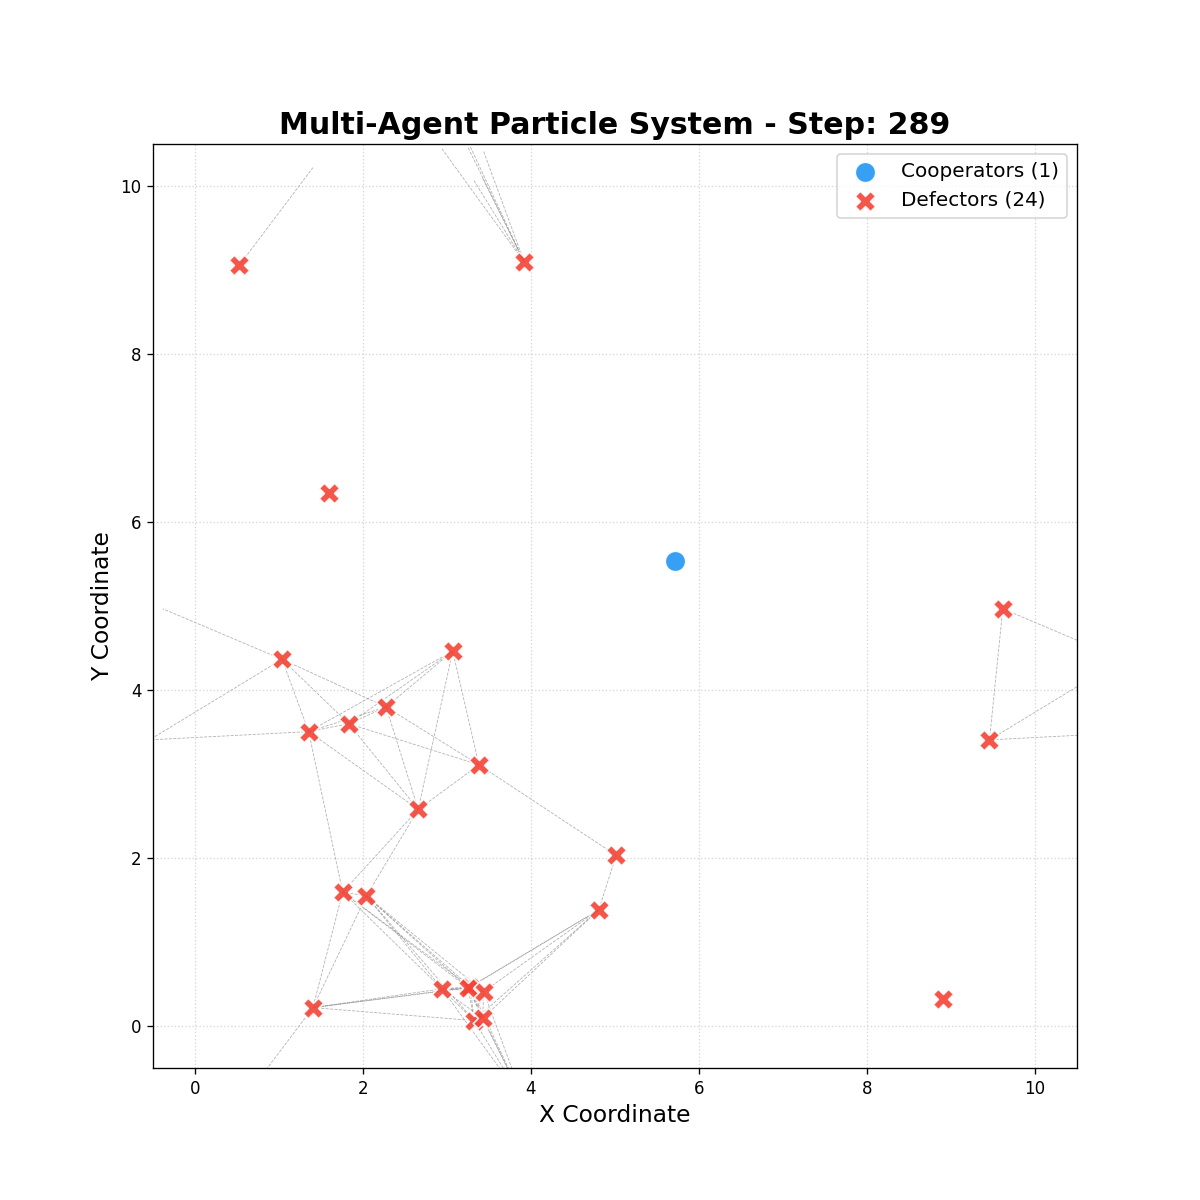 Multi-Agent Particle System - Step: 289
Cooperators (1)
Defectors (24)
Y Coordinate
10
8
6
4
2
0
0 2 4 6 8 10
X Coordinate